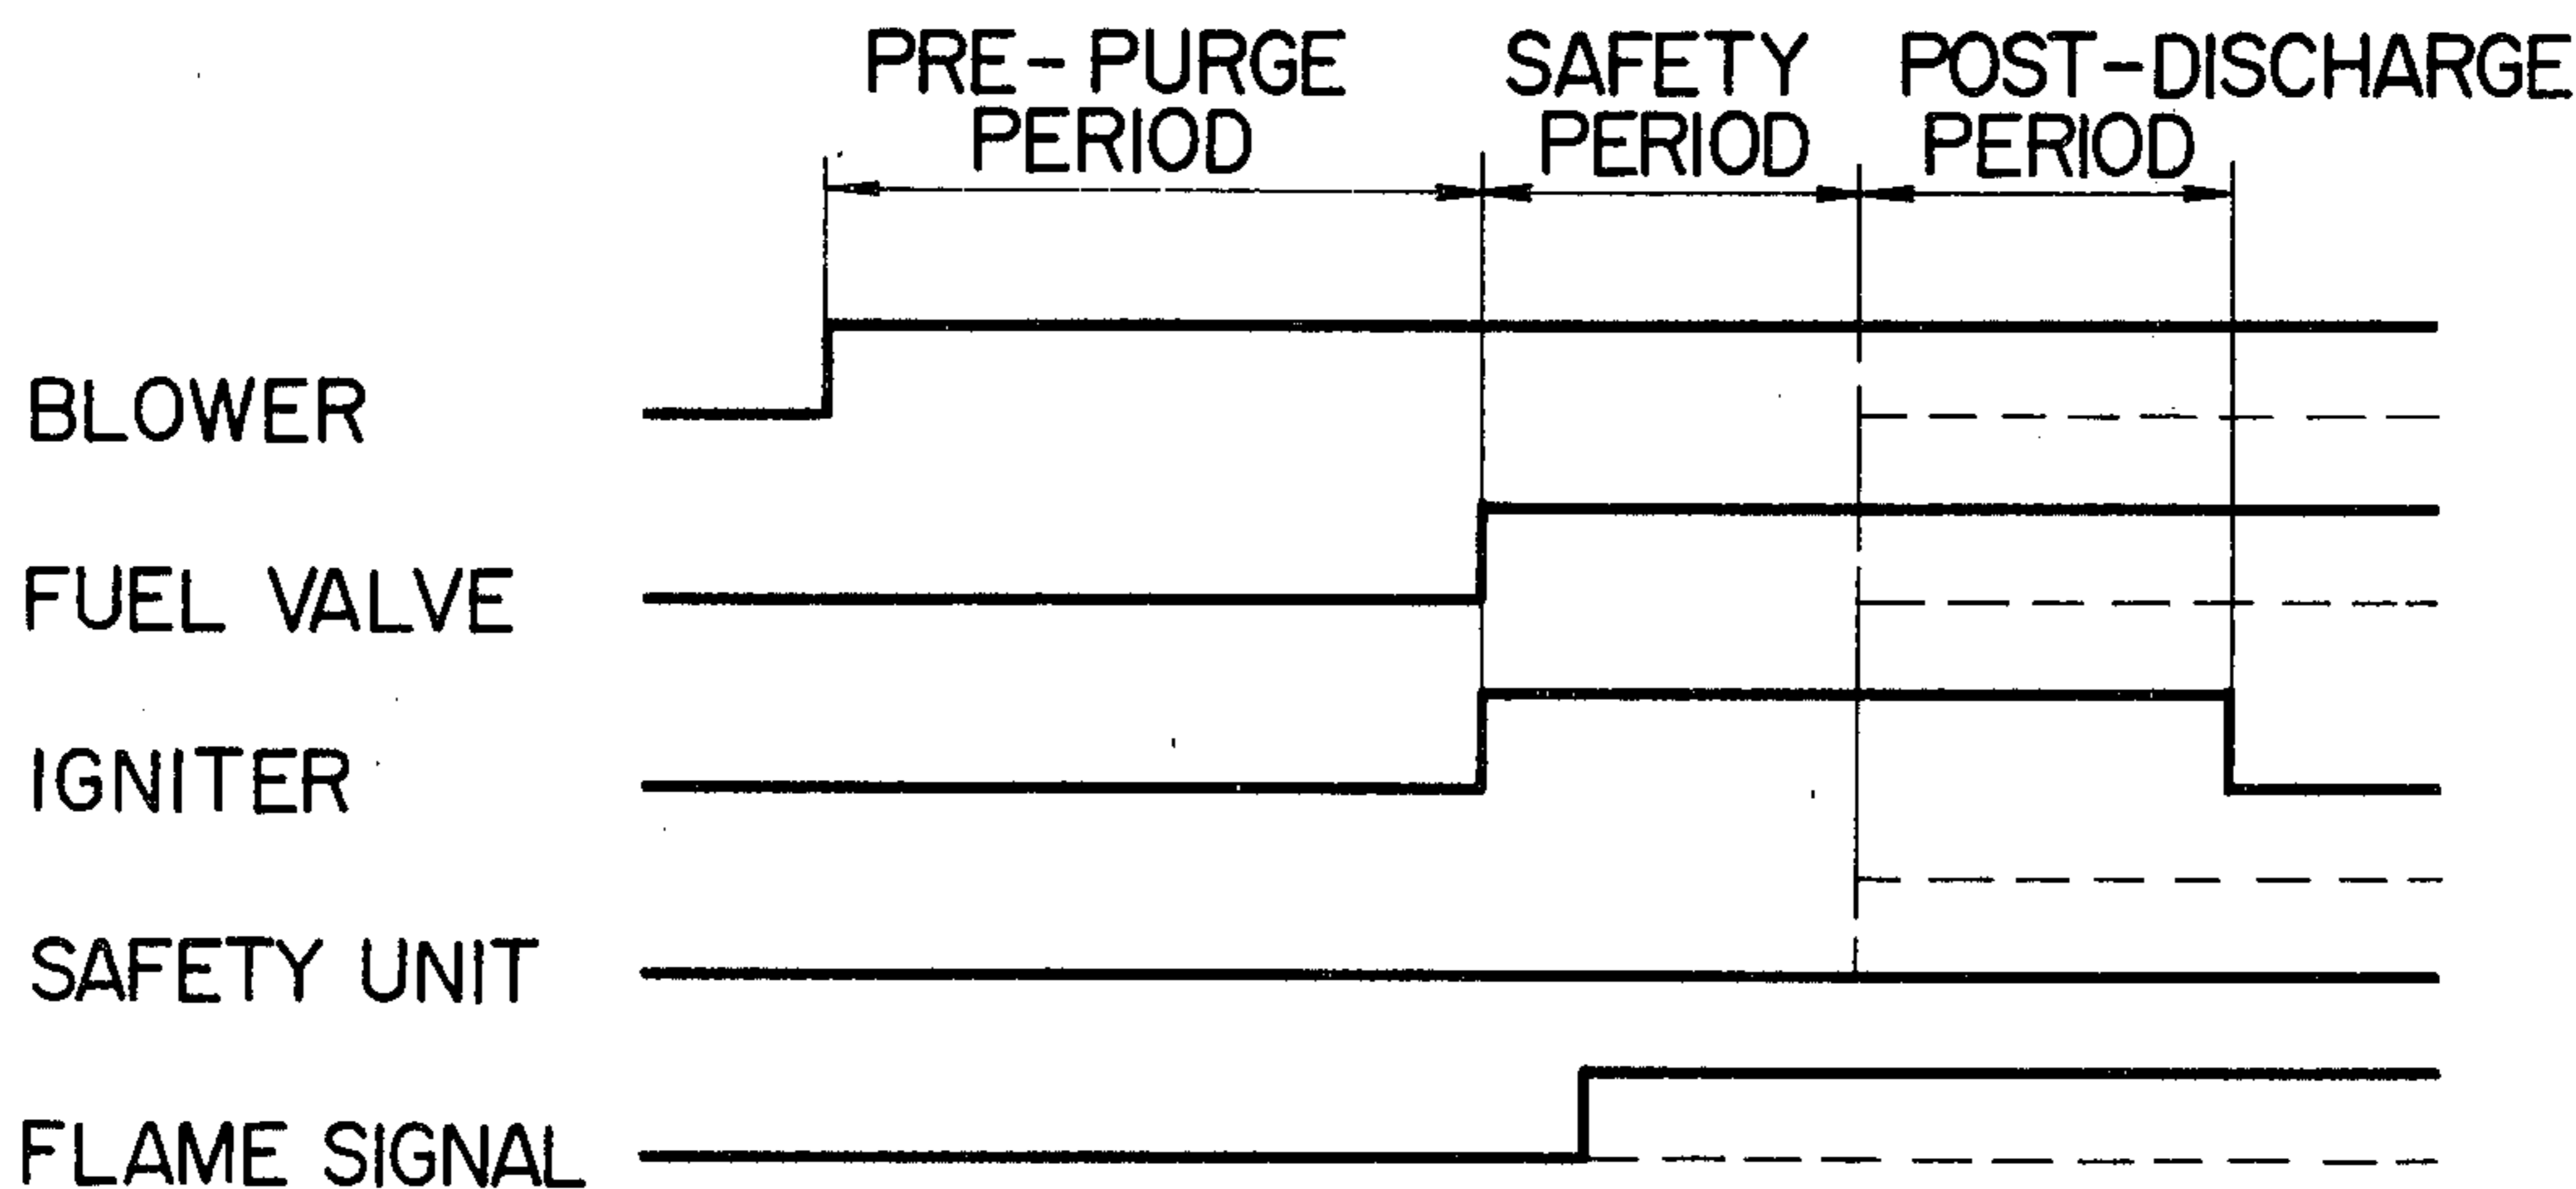 PRE-PURGE
PERIOD
SAFETY
PERIOD
POST-DISCHARGE
PERIOD
BLOWER
FUEL VALVE
IGNITER
SAFETY UNIT
FLAME SIGNAL